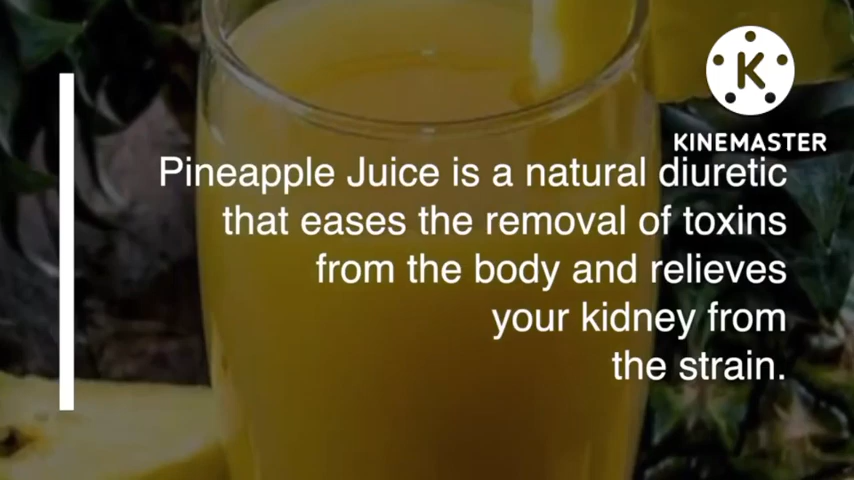 KINEMASTER
Pineapple Juice is a natural diuretic
that eases the removal of toxins
from the body and relieves
your kidney from
the strain.